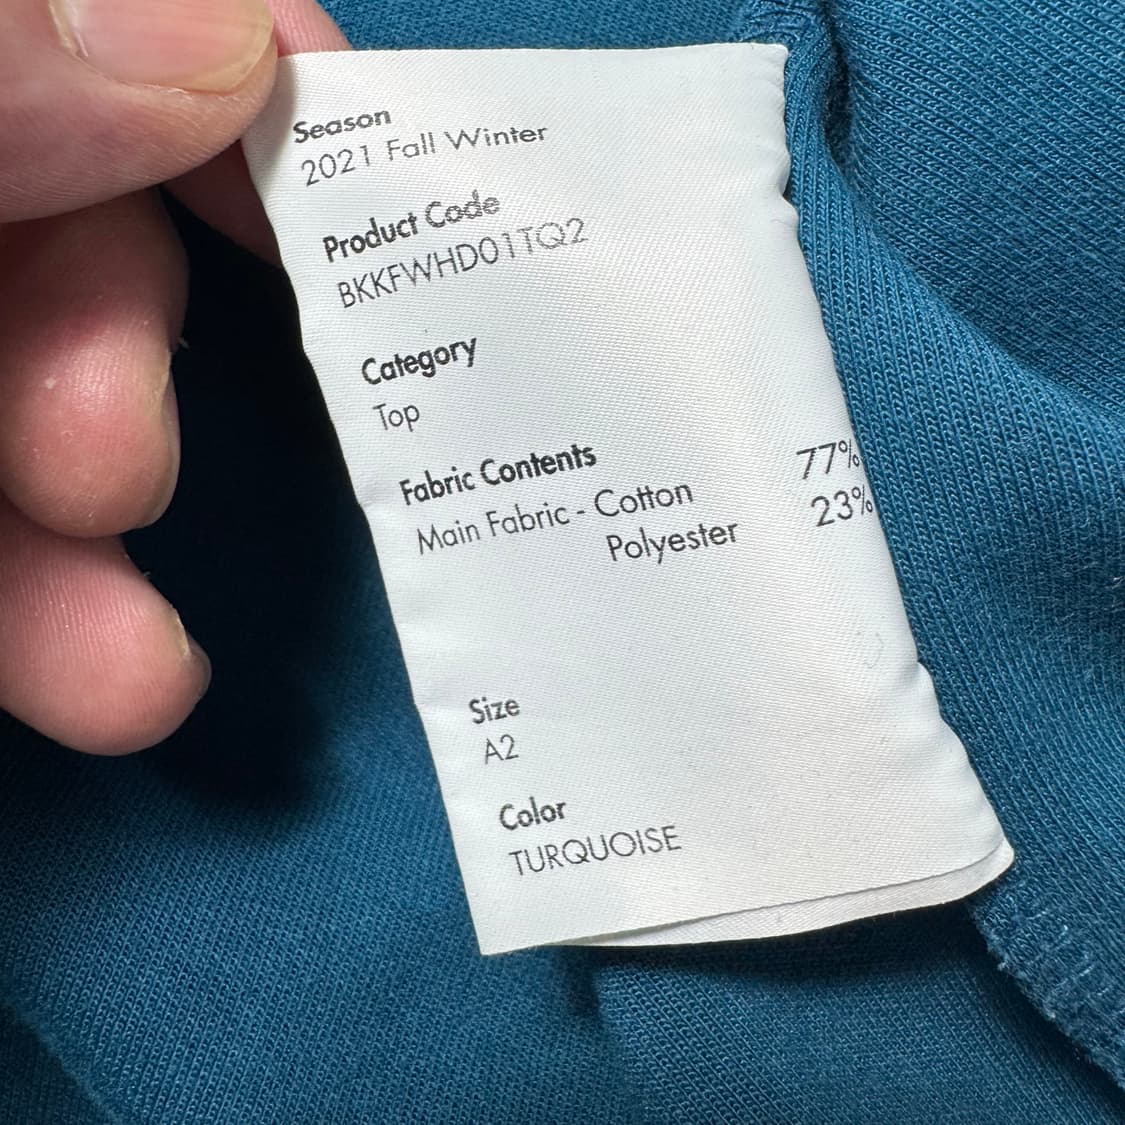 Season
2021 Fall Winter
Product Code
BKKFWHD01TQ2
Category
Top
Fabric Contents
Main Fabric - Cotton 77%
Polyester 23%
Size
A2
Color
TURQUOISE